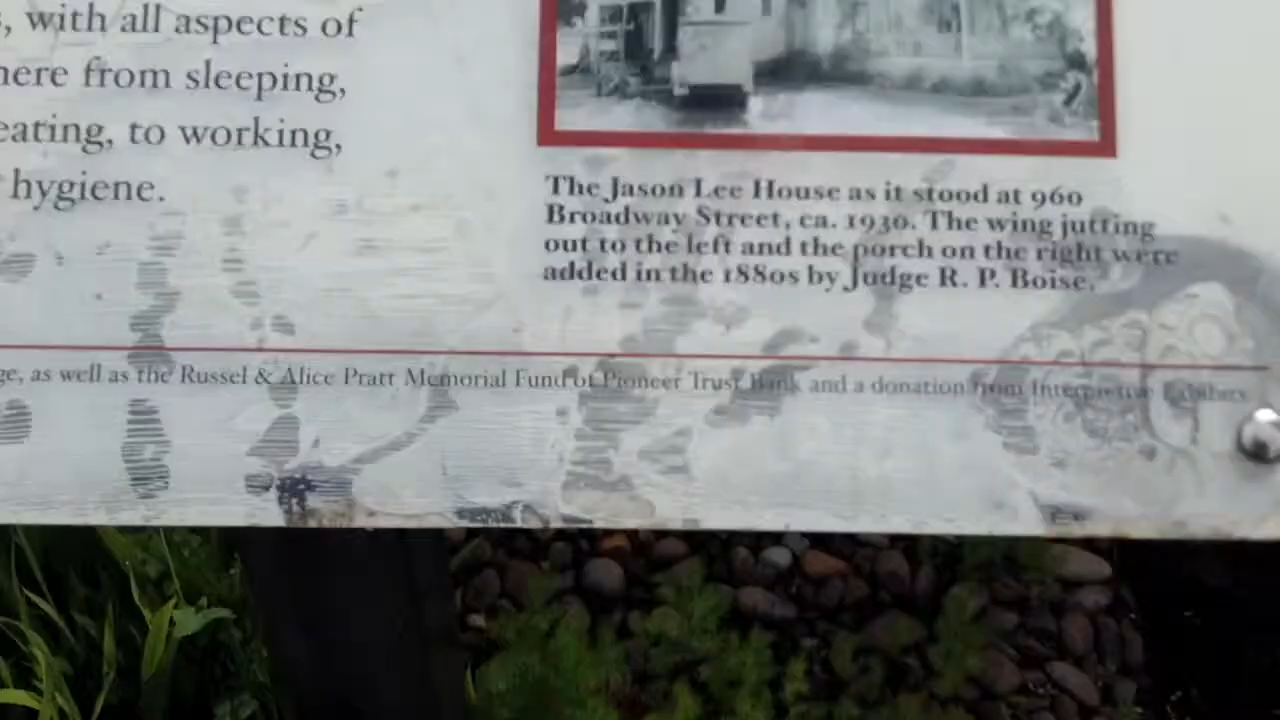 , with all aspects of
here from sleeping,
eating, to working,
hygiene.
The Jason Lee House as it stood at 960
Broadway Street, ca. 1930. The wing jutting
out to the left and the porch on the right were
added in the 1880s by Judge R. P. Boise.
ge, as well as the Russel & Alice Pratt Memorial Fund of Pioneer Trust Bank and a donation from Interpretive Exhibits